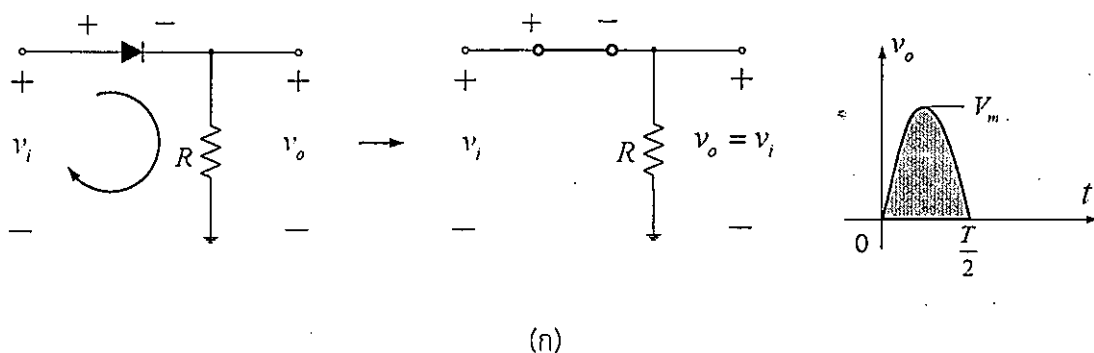 + −
+ + 
v_i R v_o
− −
+ −
+ +
v_i R v_o = v_i
− −
v_o
V_m
t
0 T/2
(ก)